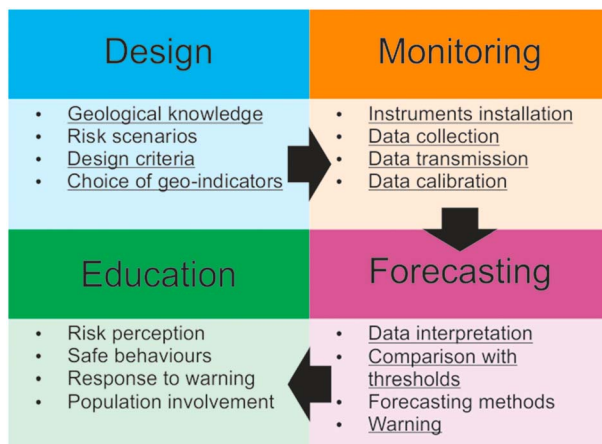 Design
• Geological knowledge
• Risk scenarios
• Design criteria
• Choice of geo-indicators
Monitoring
• Instruments installation
• Data collection
• Data transmission
• Data calibration
Education
• Risk perception
• Safe behaviours
• Response to warning
• Population involvement
Forecasting
• Data interpretation
• Comparison with
thresholds
• Forecasting methods
• Warning